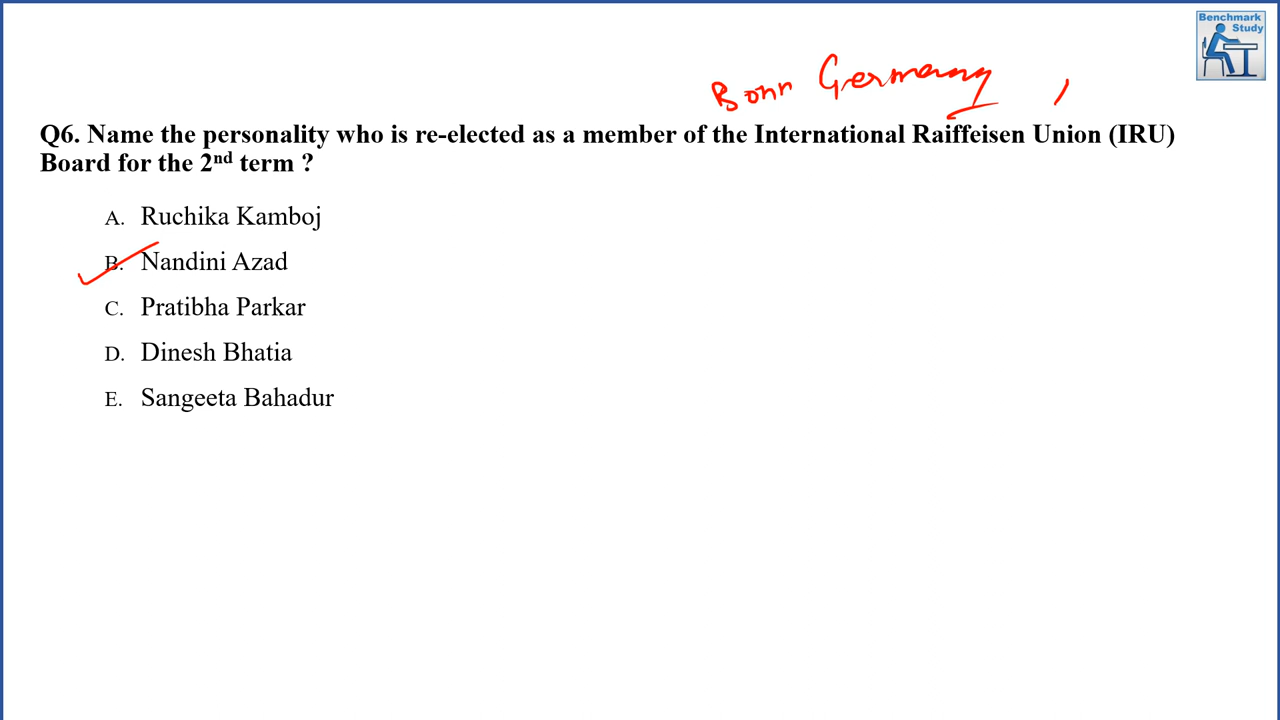 Benchmark
Study
Bonn Germany
Q6. Name the personality who is re-elected as a member of the International Raiffeisen Union (IRU)
Board for the 2nd term ?
A. Ruchika Kamboj
B. Nandini Azad
C. Pratibha Parkar
D. Dinesh Bhatia
E. Sangeeta Bahadur